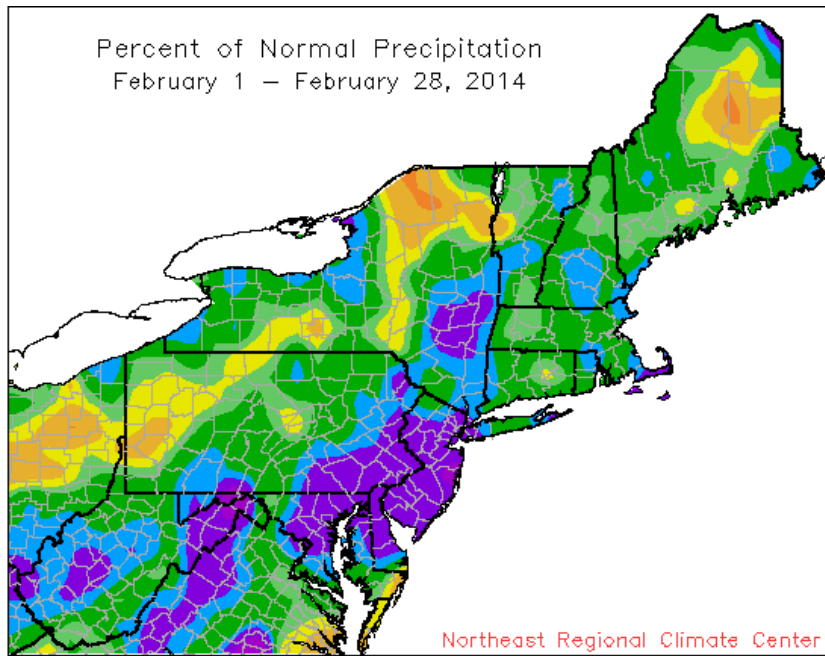 Percent of Normal Precipitation
February 1 – February 28, 2014
Northeast Regional Climate Center